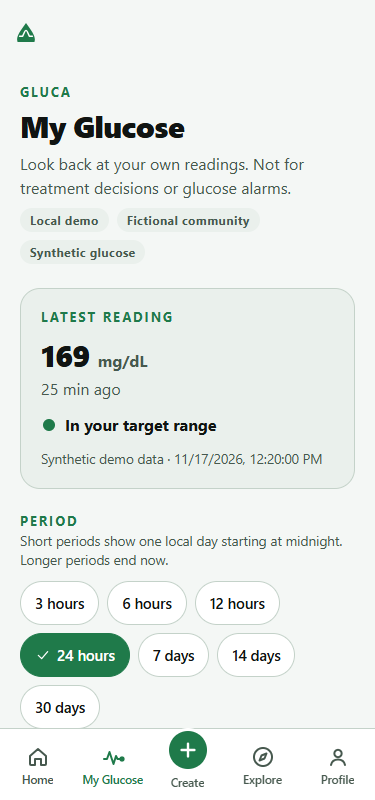 GLUCA
My Glucose
Look back at your own readings. Not for
treatment decisions or glucose alarms.
Local demo
Fictional community
Synthetic glucose
LATEST READING
169 mg/dL
25 min ago
In your target range
Synthetic demo data · 11/17/2026, 12:20:00 PM
PERIOD
Short periods show one local day starting at midnight.
Longer periods end now.
3 hours
6 hours
12 hours
24 hours
7 days
14 days
30 days
Home
My Glucose
Create
Explore
Profile